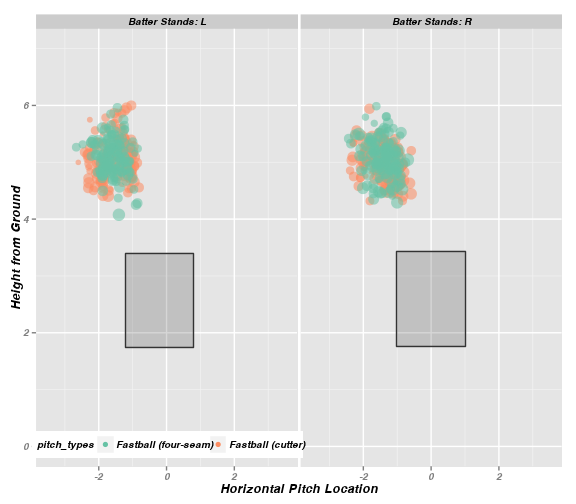 Batter Stands: L
Batter Stands: R
Height from Ground
6
4
2
0
pitch_types Fastball (four-seam) Fastball (cutter)
-2 0 2 -2 0 2
Horizontal Pitch Location